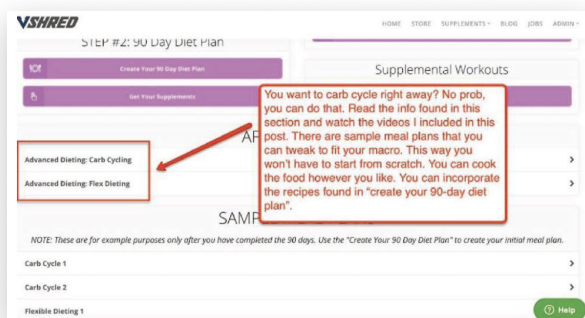 VSHRED
HOME STORE SUPPLEMENTS BLOG JOBS ADMIN
STEP #2: 90 Day Diet Plan
Create Your 90 Day Diet Plan
Get Your Supplements
Supplemental Workouts
You want to carb cycle right away? No prob,
you can do that. Read the info found in this
section and watch the videos I included in this
post. There are sample meal plans that you
can tweak to fit your macro. This way you
won't have to start from scratch. You can cook
the food however you like. You can incorporate
the recipes found in "create your 90-day diet
plan".
Advanced Dieting: Carb Cycling
Advanced Dieting: Flex Dieting
NOTE: These are for example purposes only after you have completed the 90 days. Use the "Create Your 90 Day Diet Plan" to create your initial meal plan.
Carb Cycle 1
Carb Cycle 2
Flexible Dieting 1
Help